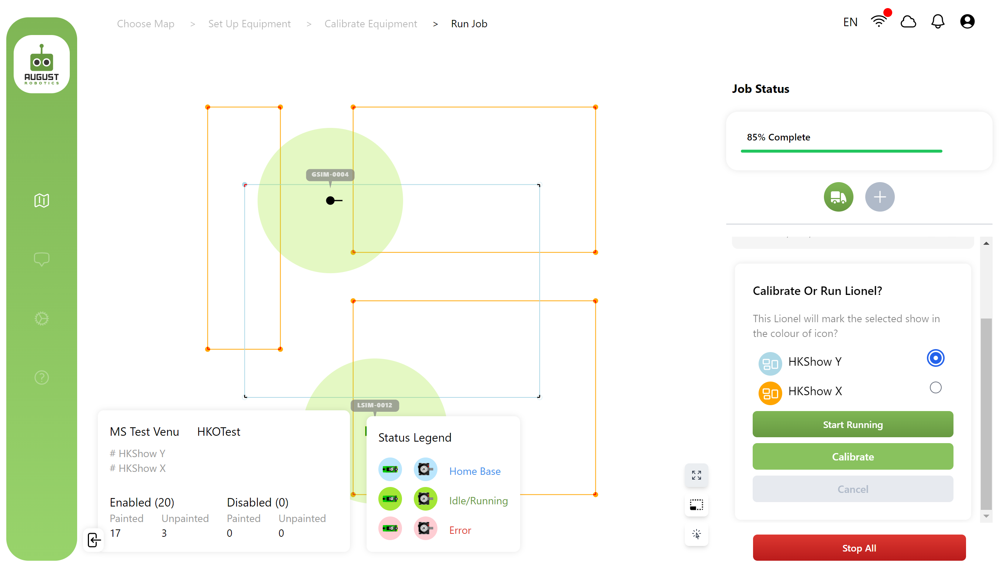 Choose Map > Set Up Equipment > Calibrate Equipment > Run Job
EN
AUGUST
ROBOTICS
Job Status
85% Complete
GSIM-0004
Calibrate Or Run Lionel?
This Lionel will mark the selected show in
the colour of icon?
HKShow Y
HKShow X
Start Running
Calibrate
Cancel
Stop All
LSIM-0012
MS Test Venu HKOTest
# HKShow Y
# HKShow X
Enabled (20) Disabled (0)
Painted Unpainted Painted Unpainted
17 3 0 0
Status Legend
Home Base
Idle/Running
Error